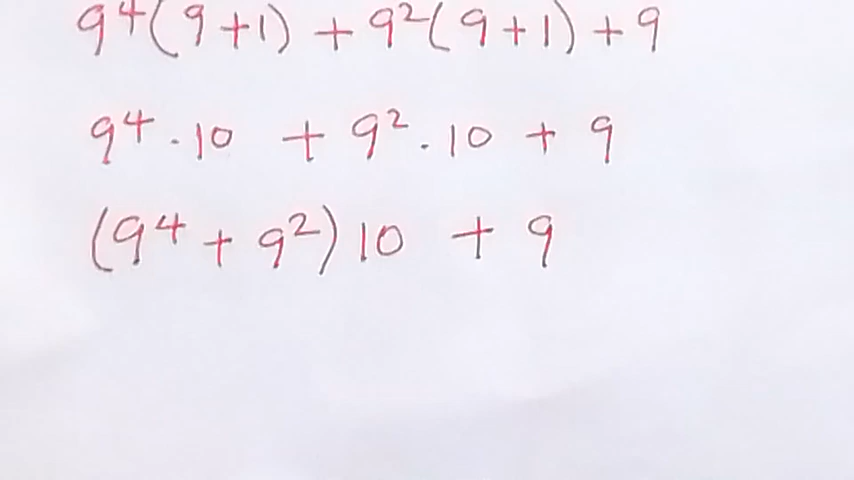 9⁴(9+1) + 9²(9+1) + 9
9⁴ . 10 + 9² . 10 + 9
(9⁴ + 9²) 10 + 9